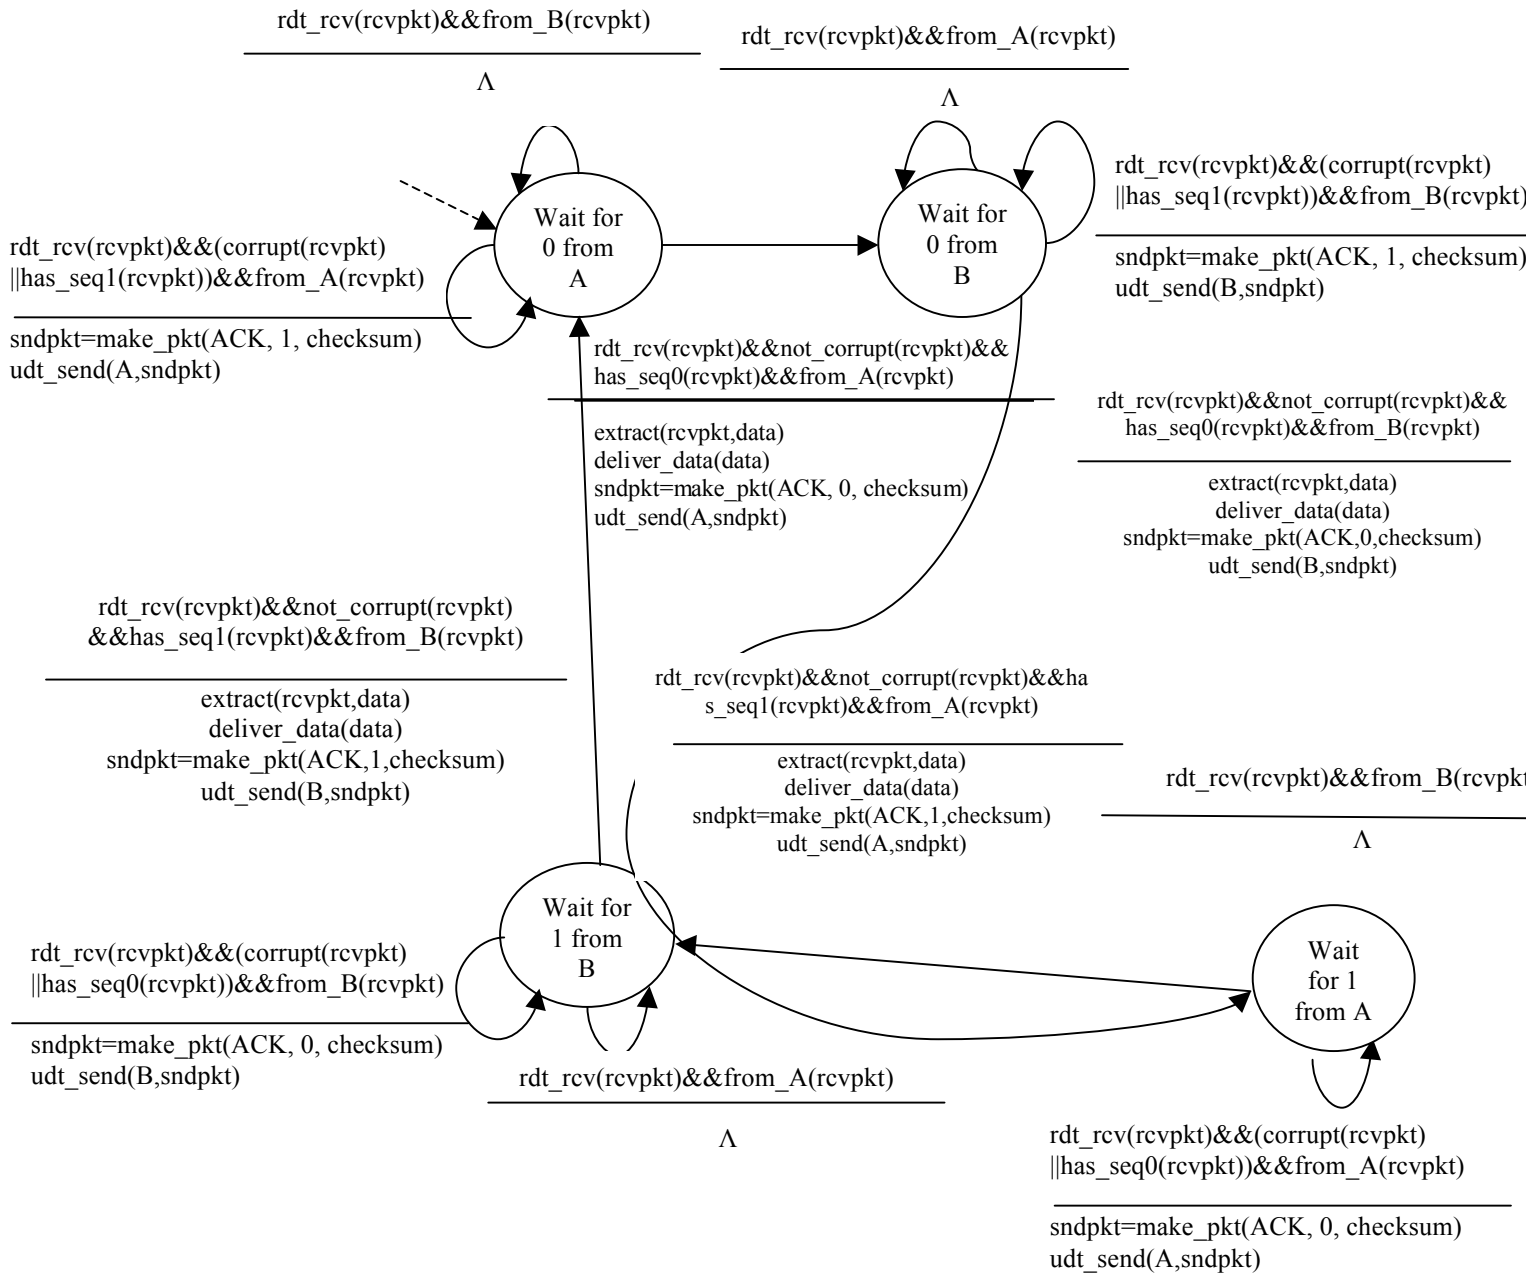 rdt_rcv(rcvpkt)&&from_B(rcvpkt)
Λ
rdt_rcv(rcvpkt)&&from_A(rcvpkt)
Λ
rdt_rcv(rcvpkt)&&(corrupt(rcvpkt)
||has_seq1(rcvpkt))&&from_B(rcvpkt)
sndpkt=make_pkt(ACK, 1, checksum)
udt_send(B,sndpkt)
Wait for
0 from
A
Wait for
0 from
B
rdt_rcv(rcvpkt)&&(corrupt(rcvpkt)
||has_seq1(rcvpkt))&&from_A(rcvpkt)
sndpkt=make_pkt(ACK, 1, checksum)
udt_send(A,sndpkt)
rdt_rcv(rcvpkt)&&not_corrupt(rcvpkt)&&
has_seq0(rcvpkt)&&from_A(rcvpkt)
extract(rcvpkt,data)
deliver_data(data)
sndpkt=make_pkt(ACK, 0, checksum)
udt_send(A,sndpkt)
rdt_rcv(rcvpkt)&&not_corrupt(rcvpkt)&&
has_seq0(rcvpkt)&&from_B(rcvpkt)
extract(rcvpkt,data)
deliver_data(data)
sndpkt=make_pkt(ACK,0,checksum)
udt_send(B,sndpkt)
rdt_rcv(rcvpkt)&&not_corrupt(rcvpkt)
&&has_seq1(rcvpkt)&&from_B(rcvpkt)
extract(rcvpkt,data)
deliver_data(data)
sndpkt=make_pkt(ACK,1,checksum)
udt_send(B,sndpkt)
rdt_rcv(rcvpkt)&&not_corrupt(rcvpkt)&&ha
s_seq1(rcvpkt)&&from_A(rcvpkt)
extract(rcvpkt,data)
deliver_data(data)
sndpkt=make_pkt(ACK,1,checksum)
udt_send(A,sndpkt)
rdt_rcv(rcvpkt)&&from_B(rcvpkt
Λ
Wait for
1 from
B
Wait
for 1
from A
rdt_rcv(rcvpkt)&&(corrupt(rcvpkt)
||has_seq0(rcvpkt))&&from_B(rcvpkt)
sndpkt=make_pkt(ACK, 0, checksum)
udt_send(B,sndpkt)
rdt_rcv(rcvpkt)&&from_A(rcvpkt)
Λ
rdt_rcv(rcvpkt)&&(corrupt(rcvpkt)
||has_seq0(rcvpkt))&&from_A(rcvpkt)
sndpkt=make_pkt(ACK, 0, checksum)
udt_send(A,sndpkt)